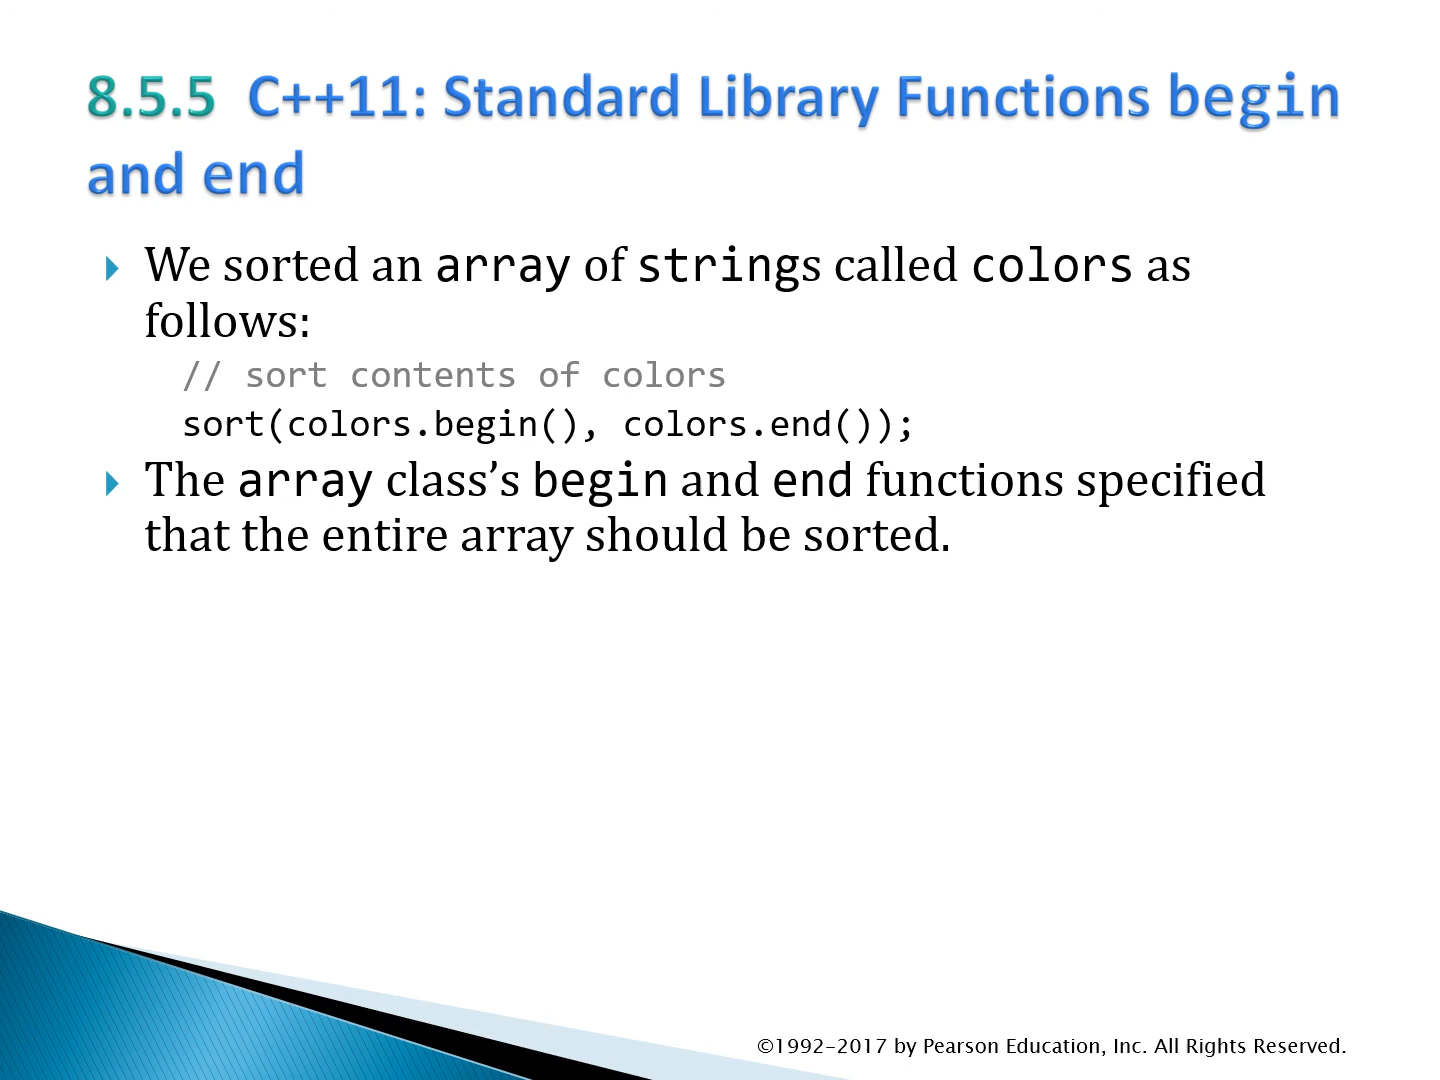 8.5.5  C++11: Standard Library Functions begin
and end
We sorted an array of strings called colors as
follows:
// sort contents of colors
sort(colors.begin(), colors.end());
The array class’s begin and end functions specified
that the entire array should be sorted.
©1992-2017 by Pearson Education, Inc. All Rights Reserved.